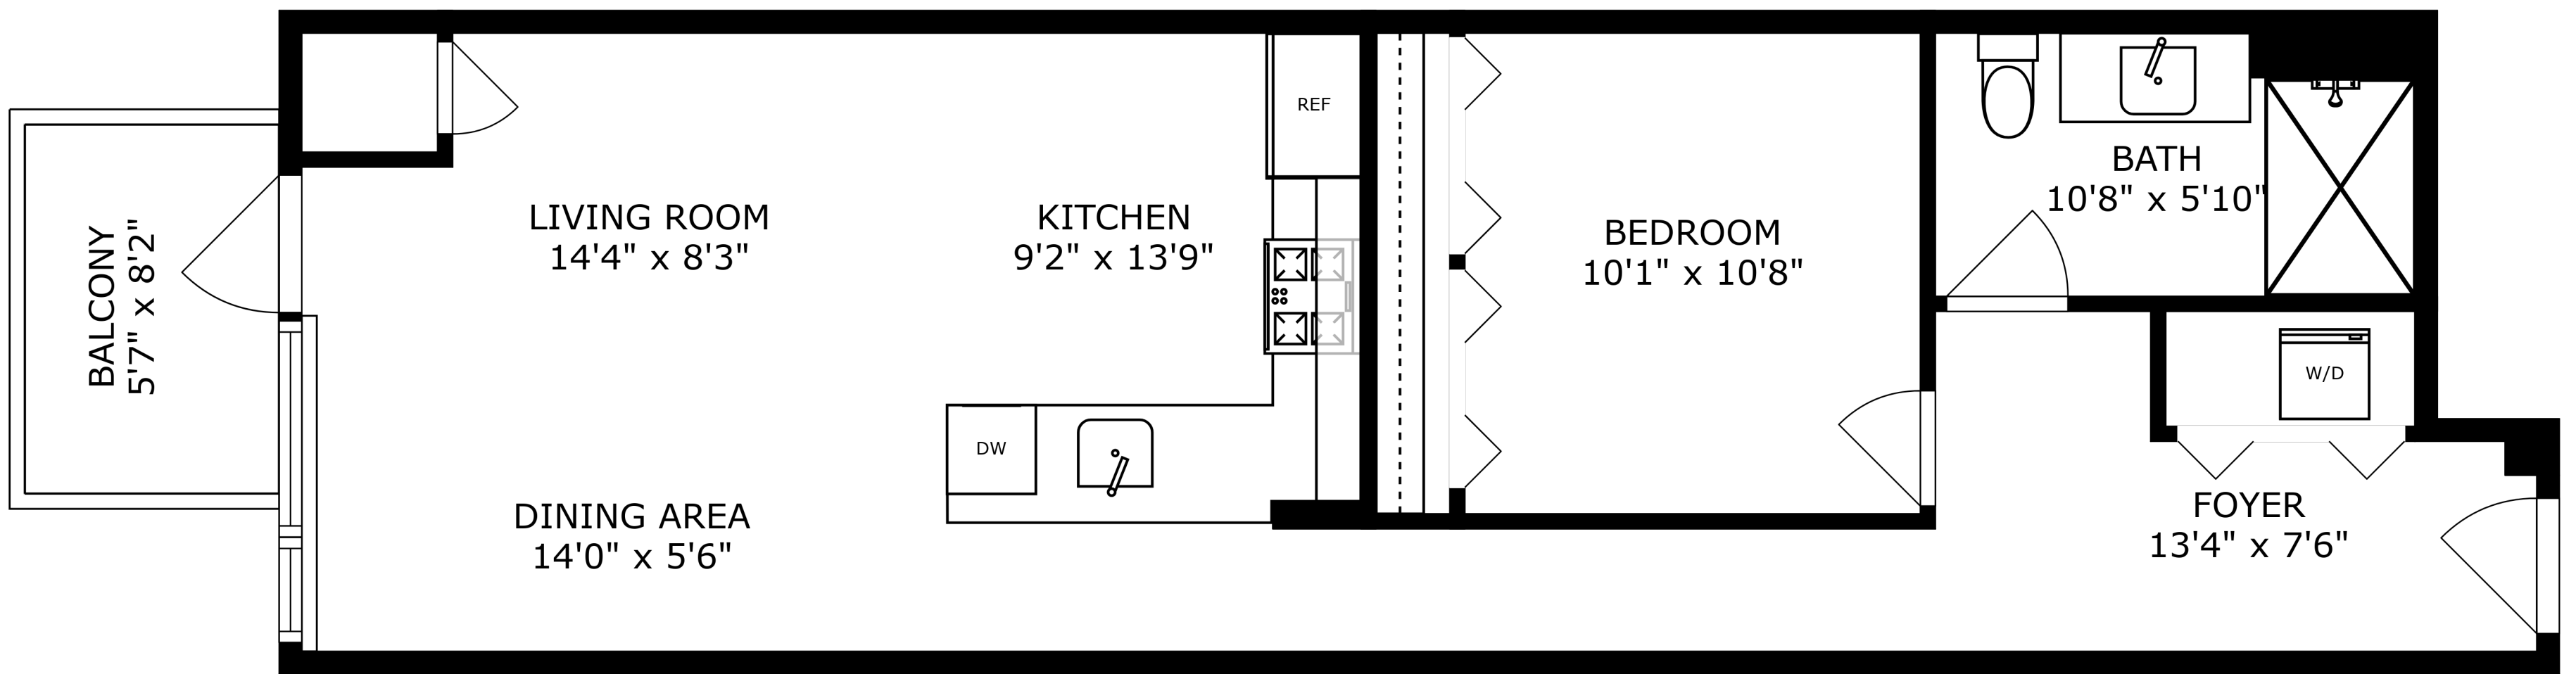 BALCONY
5'7" x 8'2"
LIVING ROOM
14'4" x 8'3"
KITCHEN
9'2" x 13'9"
REF
DW
DINING AREA
14'0" x 5'6"
BEDROOM
10'1" x 10'8"
BATH
10'8" x 5'10"
W/D
FOYER
13'4" x 7'6"